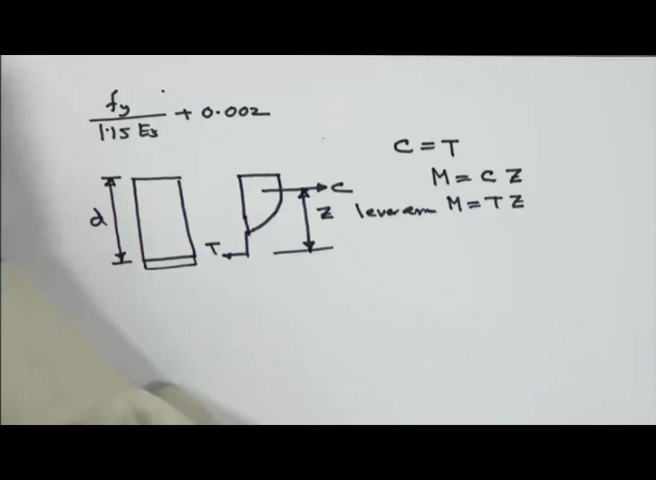 fy
1.15 Es + 0.002
C = T
M = C Z
d
C
Z lever arm M = T Z
T